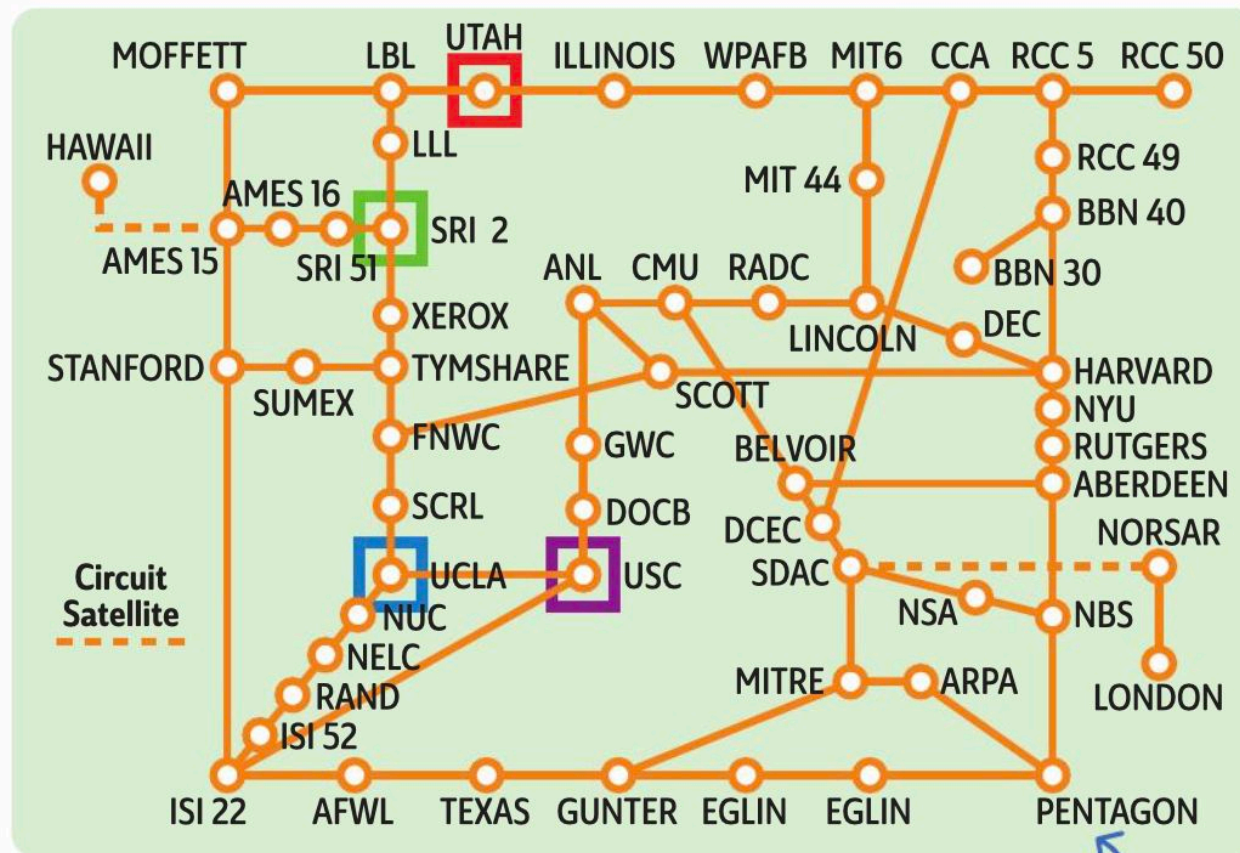 UTAH
MOFFETT
LBL
ILLINOIS
WPAFB
MIT6
CCA
RCC 5
RCC 50
HAWAII
LLL
RCC 49
AMES 16
MIT 44
BBN 40
SRI 2
AMES 15
SRI 51
ANL
CMU
RADC
BBN 30
XEROX
DEC
LINCOLN
STANFORD
TYMSHARE
HARVARD
SUMEX
SCOTT
NYU
FNWC
GWC
BELVOIR
RUTGERS
ABERDEEN
SCRL
DOCB
DCEC
NORSAR
Circuit
Satellite
UCLA
USC
SDAC
NUC
NSA
NBS
NELC
RAND
MITRE
ARPA
LONDON
ISI 52
ISI 22
AFWL
TEXAS
GUNTER
EGLIN
EGLIN
PENTAGON